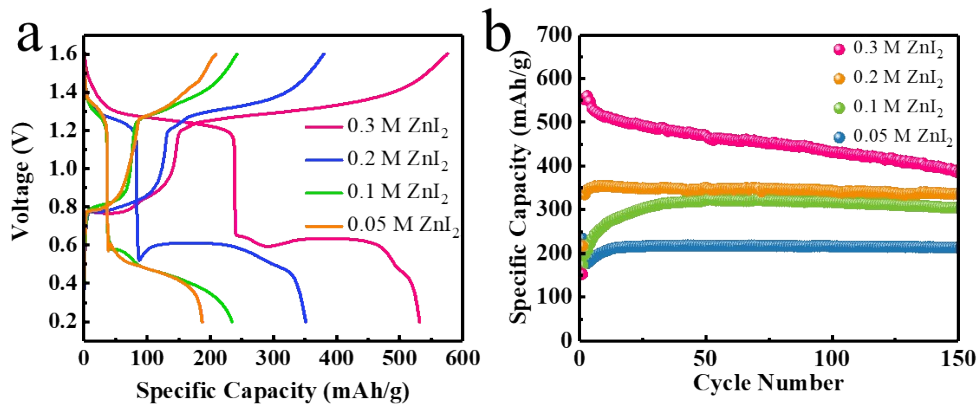 a
1.6
1.4
1.2
1.0
0.8
0.6
0.4
0.2
Voltage (V)
0.3 M ZnI₂
0.2 M ZnI₂
0.1 M ZnI₂
0.05 M ZnI₂
0 100 200 300 400 500 600
Specific Capacity (mAh/g)
b
700
600
500
400
300
200
100
0
Specific Capacity (mAh/g)
0.3 M ZnI₂
0.2 M ZnI₂
0.1 M ZnI₂
0.05 M ZnI₂
0 50 100 150
Cycle Number